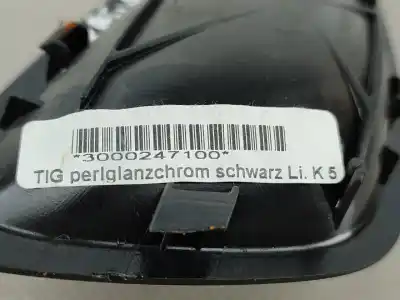 *3000247100*
TIG perlglanzchrom schwarz Li. K 5